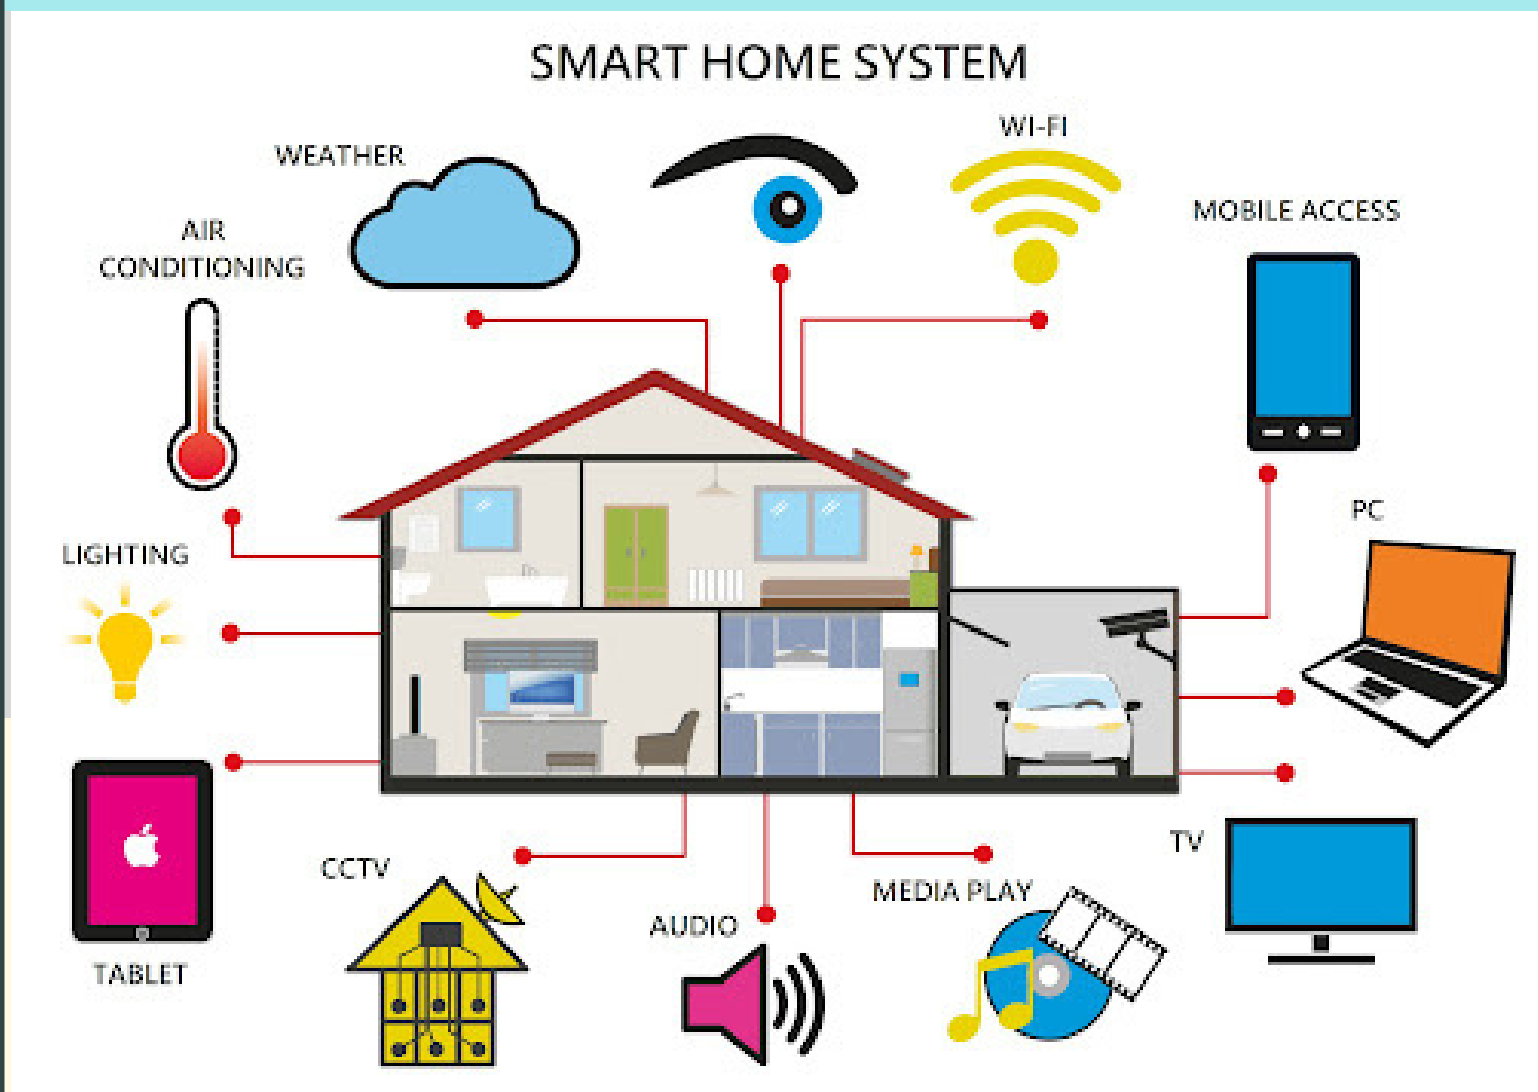 SMART HOME SYSTEM
WEATHER
WI-FI
MOBILE ACCESS
AIR
CONDITIONING
PC
LIGHTING
TV
CCTV
MEDIA PLAY
AUDIO
TABLET